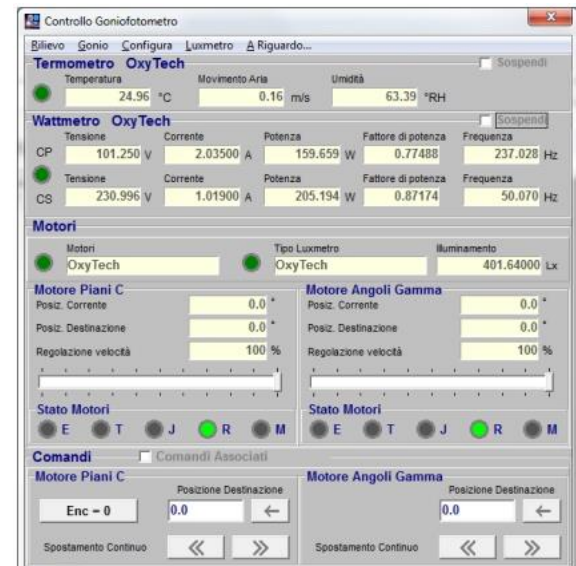 Controllo Goniofotometro
Rilievo Gonio Configura Luxmetro A Riguardo...
Termometro OxyTech Sospendi
Temperatura Movimento Aria Umidità
24.96 °C 0.16 m/s 63.39 °RH
Wattmetro OxyTech Sospendi
Tensione Corrente Potenza Fattore di potenza Frequenza
CP 101.250 V 2.03500 A 159.659 W 0.77488 237.028 Hz
Tensione Corrente Potenza Fattore di potenza Frequenza
CS 230.996 V 1.01900 A 205.194 W 0.87174 50.070 Hz
Motori
Motori Tipo Luxmetro Illuminamento
OxyTech OxyTech 401.64000 Lx
Motore Piani C Motore Angoli Gamma
Posiz. Corrente 0.0 ° Posiz. Corrente 0.0 °
Posiz. Destinazione 0.0 ° Posiz. Destinazione 0.0 °
Regolazione velocità 100 % Regolazione velocità 100 %
Stato Motori Stato Motori
E T J R M E T J R M
Comandi Comandi Associati
Motore Piani C Motore Angoli Gamma
Posizione Destinazione Posizione Destinazione
Enc = 0 0.0 0.0
Spostamento Continuo Spostamento Continuo